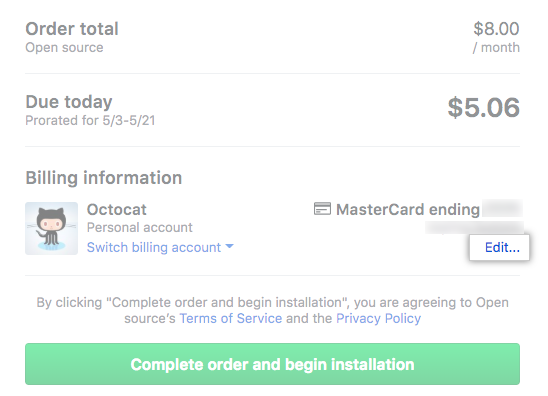 Order total $8.00
Open source / month
Due today $5.06
Prorated for 5/3-5/21
Billing information
Octocat MasterCard ending
Personal account
Switch billing account Edit...
By clicking "Complete order and begin installation", you are agreeing to Open
source's Terms of Service and the Privacy Policy
Complete order and begin installation